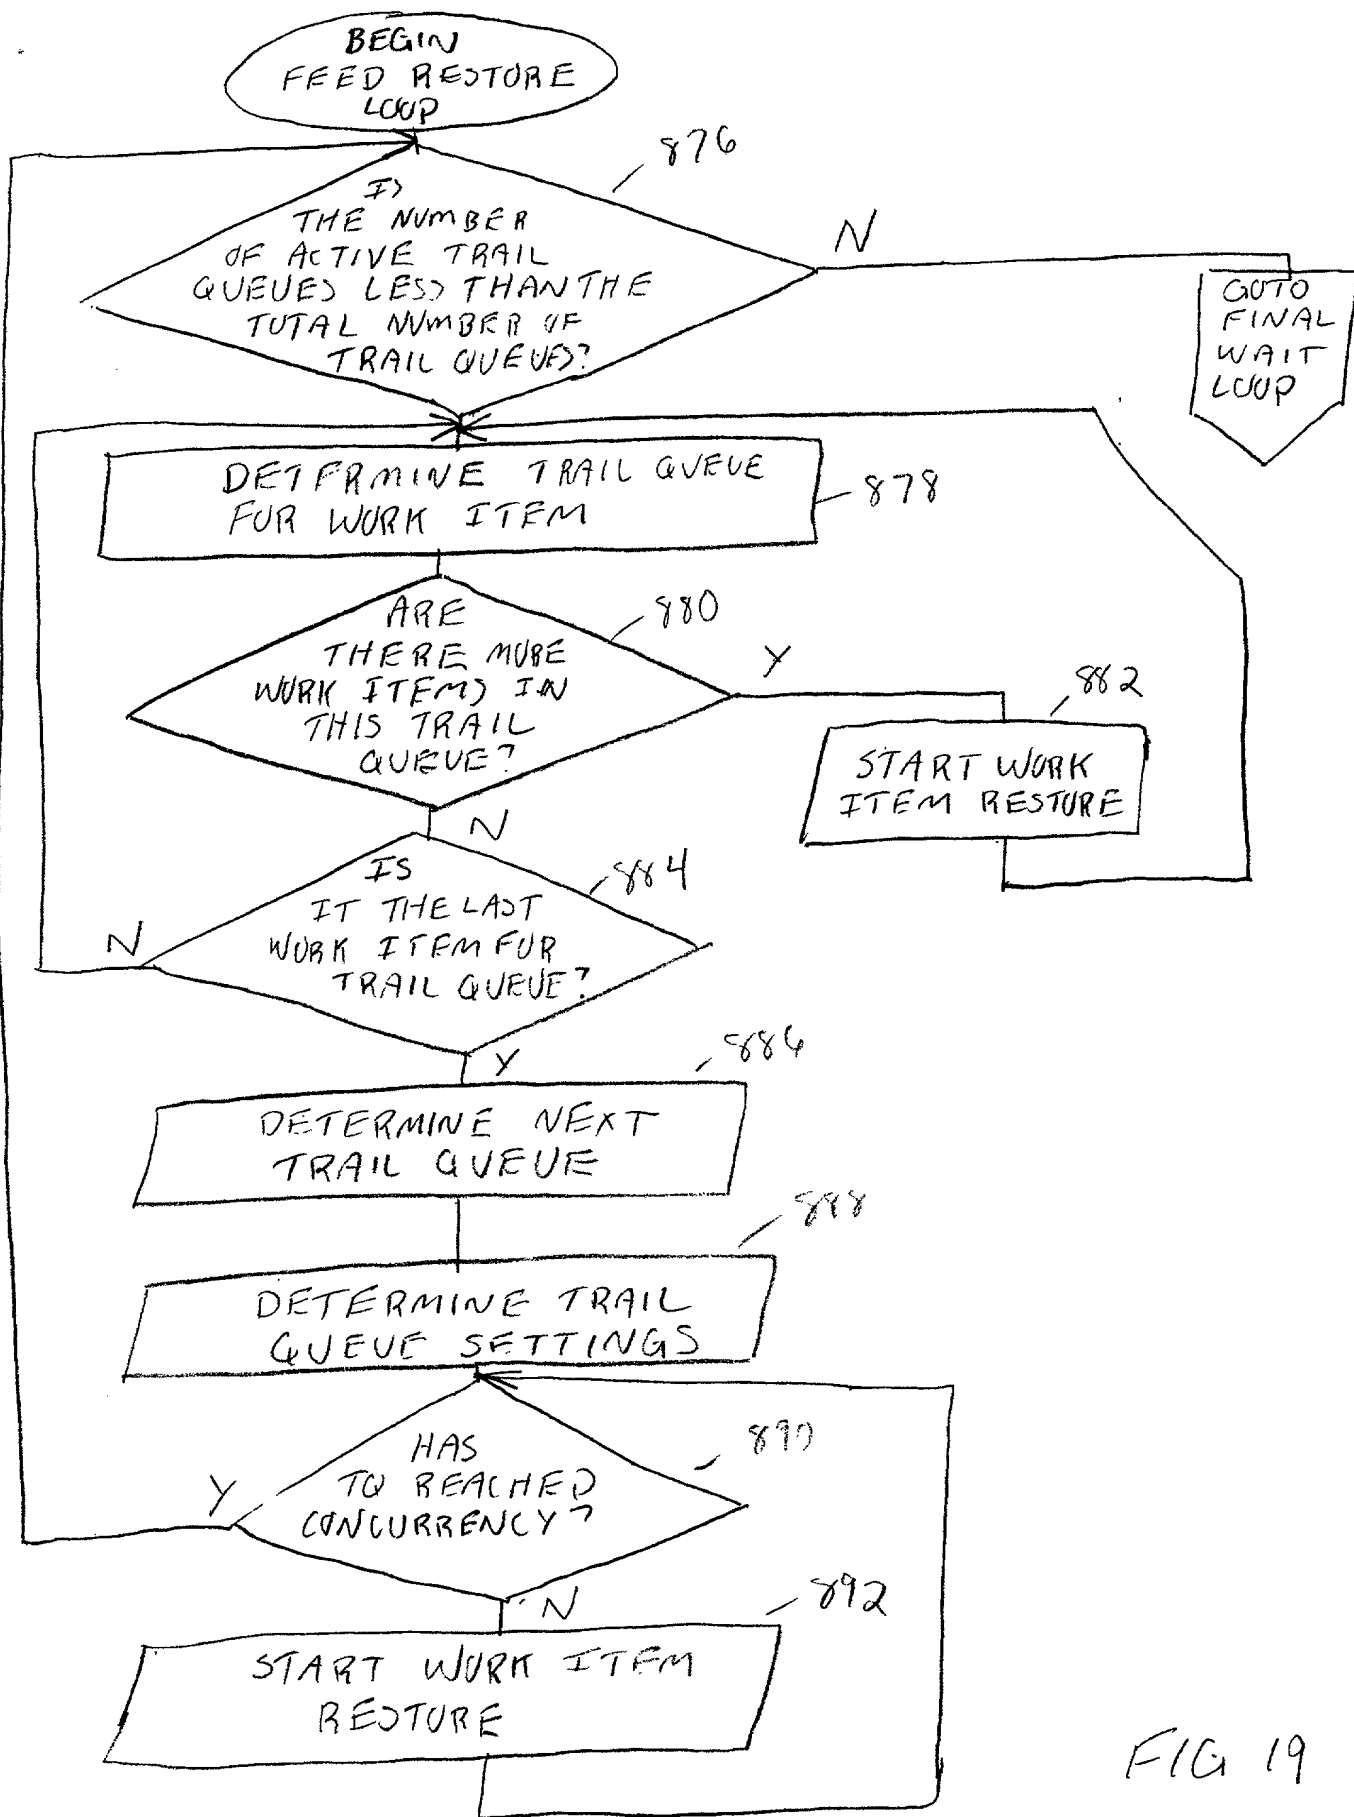 BEGIN
FEED RESTORE
LOOP
876
IS
THE NUMBER
OF ACTIVE TRAIL
QUEUES LESS THAN THE
TOTAL NUMBER OF
TRAIL QUEUES?
N
GOTO
FINAL
WAIT
LOOP
DETERMINE TRAIL QUEUE
FOR WORK ITEM
878
ARE
THERE MORE
WORK ITEMS IN
THIS TRAIL
QUEUE?
880
Y
882
START WORK
ITEM RESTORE
N
IS
IT THE LAST
WORK ITEM FOR
TRAIL QUEUE?
884
N
Y
886
DETERMINE NEXT
TRAIL QUEUE
888
DETERMINE TRAIL
QUEUE SETTINGS
HAS
TQ REACHED
CONCURRENCY?
890
Y
N
892
START WORK ITEM
RESTORE
FIG 19